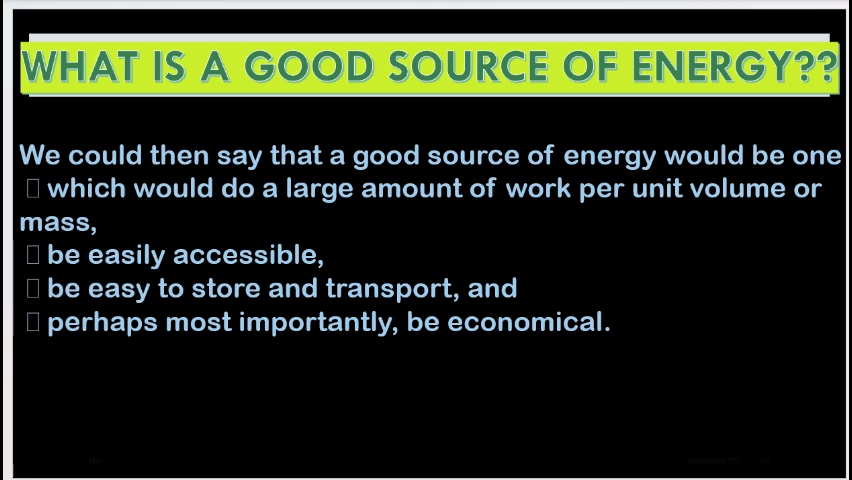 WHAT IS A GOOD SOURCE OF ENERGY??
We could then say that a good source of energy would be one
which would do a large amount of work per unit volume or
mass,
be easily accessible,
be easy to store and transport, and
perhaps most importantly, be economical.